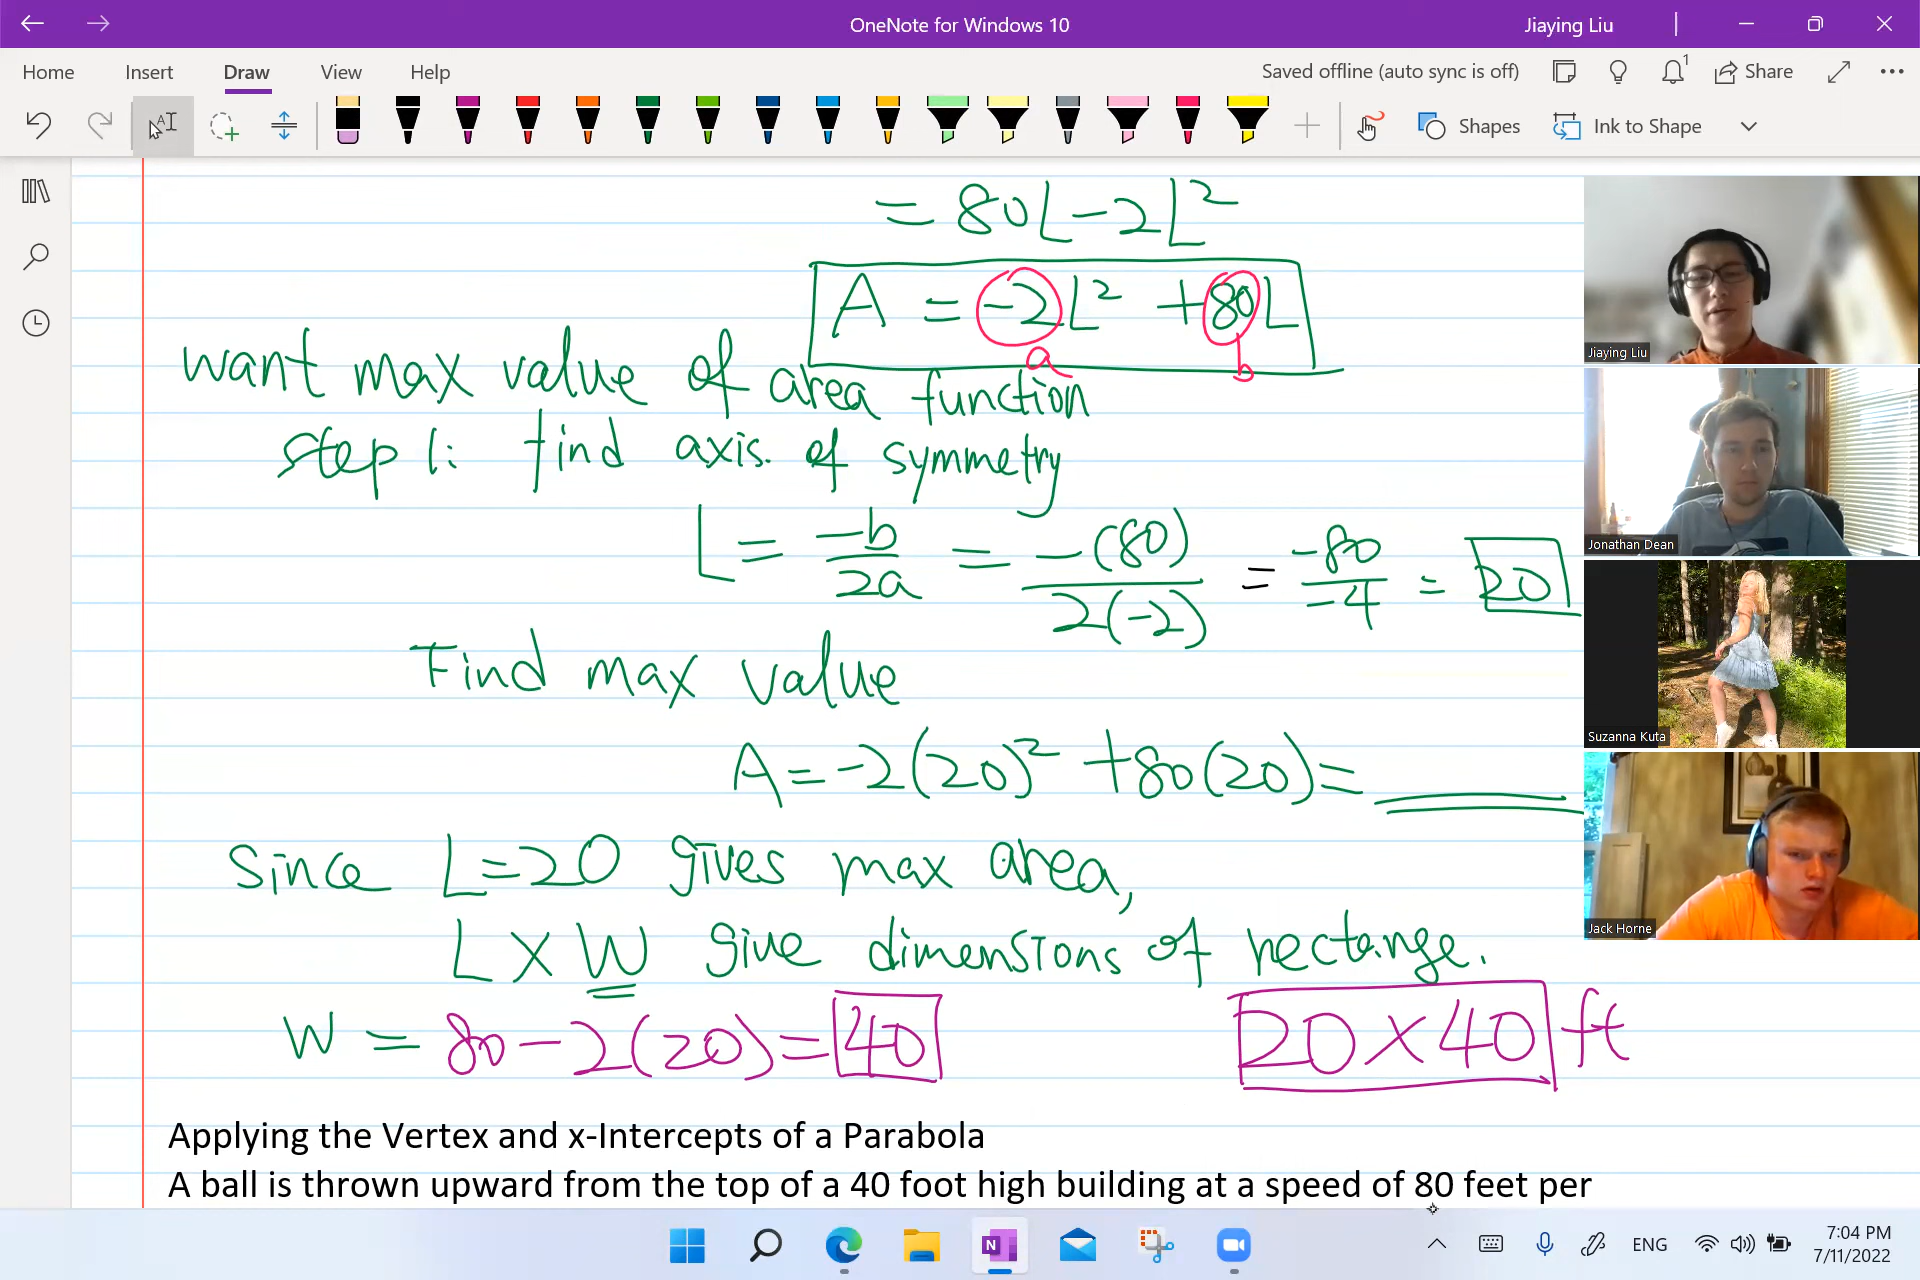 OneNote for Windows 10
Jiaying Liu
Home Insert Draw View Help
Saved offline (auto sync is off) 1 Share
Shapes Ink to Shape
= 80L - 2L²
A = -2L² + 80L
a b
want max value of area function
step 1: find axis of symmetry
L = -b/2a = -(80)/2(-2) = -80/-4 = 20
Find max value
A = -2(20)² + 80(20) =
Since L=20 gives max area,
L X W give dimensions of rectange.
W = 80 - 2(20) = 40
20 X 40 ft
Applying the Vertex and x-Intercepts of a Parabola
A ball is thrown upward from the top of a 40 foot high building at a speed of 80 feet per
Jiaying Liu
Jonathan Dean
Suzanna Kuta
Jack Horne
N
ENG
7:04 PM
7/11/2022